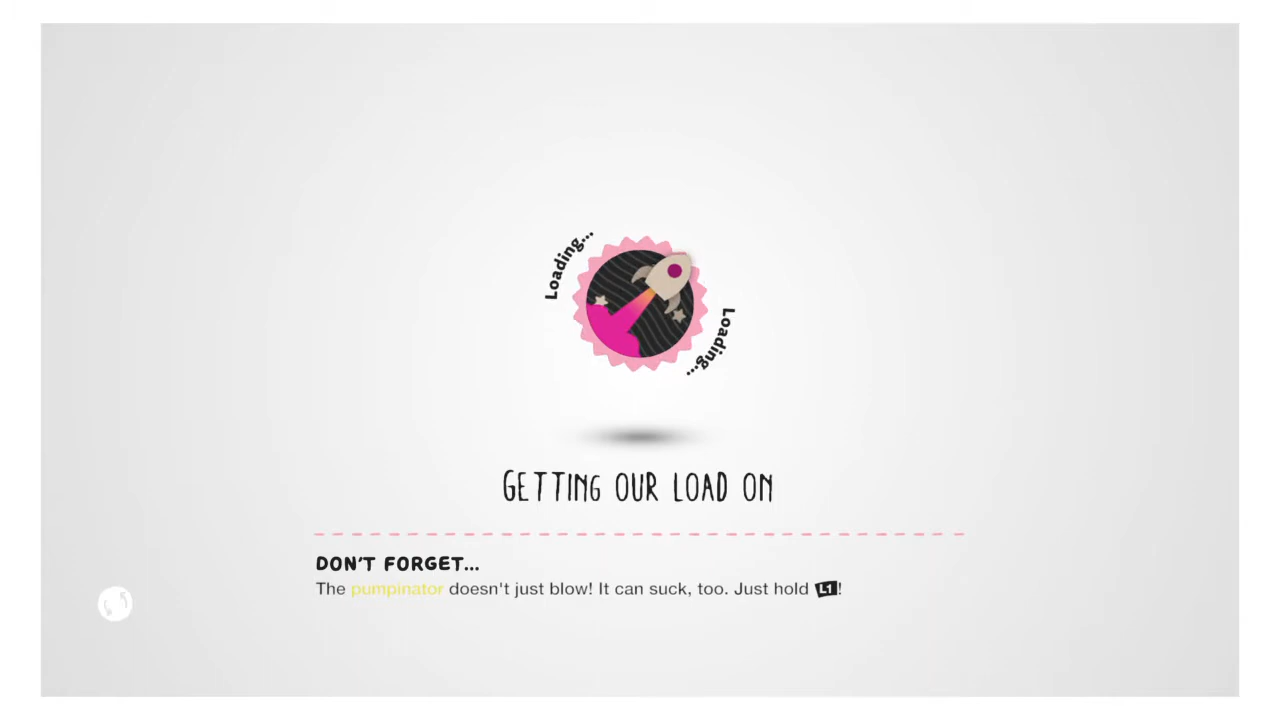 Loading...
Loading...
GETTING OUR LOAD ON
DON'T FORGET...
The pumpinator doesn't just blow! It can suck, too. Just hold L1!